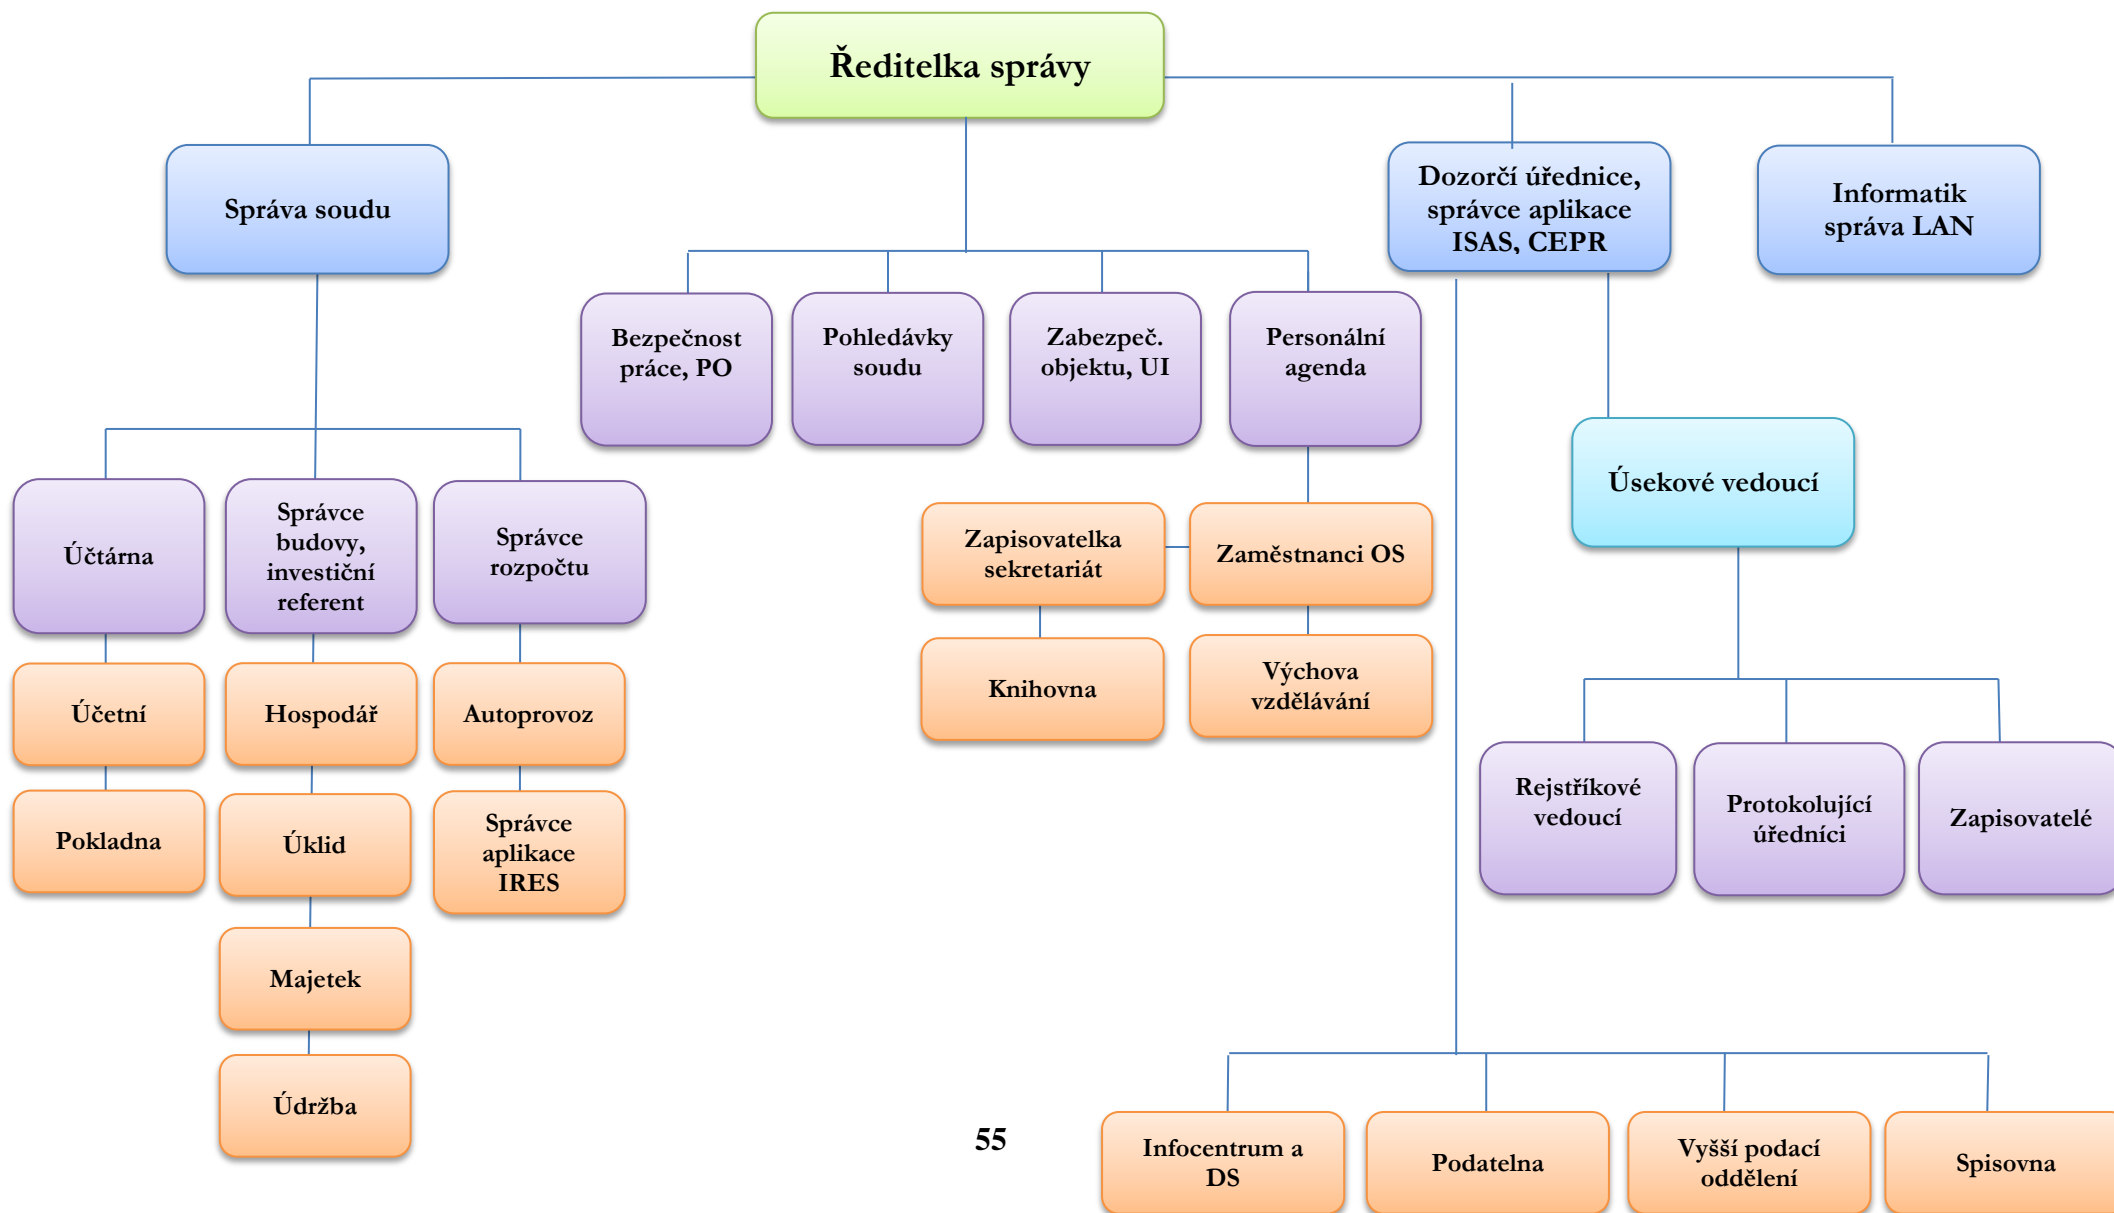 Ředitelka správy
Správa soudu
Dozorčí úřednice,
správce aplikace
ISAS, CEPR
Informatik
správa LAN
Bezpečnost
práce, PO
Pohledávky
soudu
Zabezpeč.
objektu, UI
Personální
agenda
Úsekové vedoucí
Účtárna
Správce
budovy,
investiční
referent
Správce
rozpočtu
Zapisovatelka
sekretariát
Zaměstnanci OS
Účetní
Hospodář
Autoprovoz
Knihovna
Výchova
vzdělávání
Pokladna
Úklid
Správce
aplikace
IRES
Rejstříkové
vedoucí
Protokolující
úředníci
Zapisovatelé
Majetek
Údržba
55
Infocentrum a
DS
Podatelna
Vyšší podací
oddělení
Spisovna